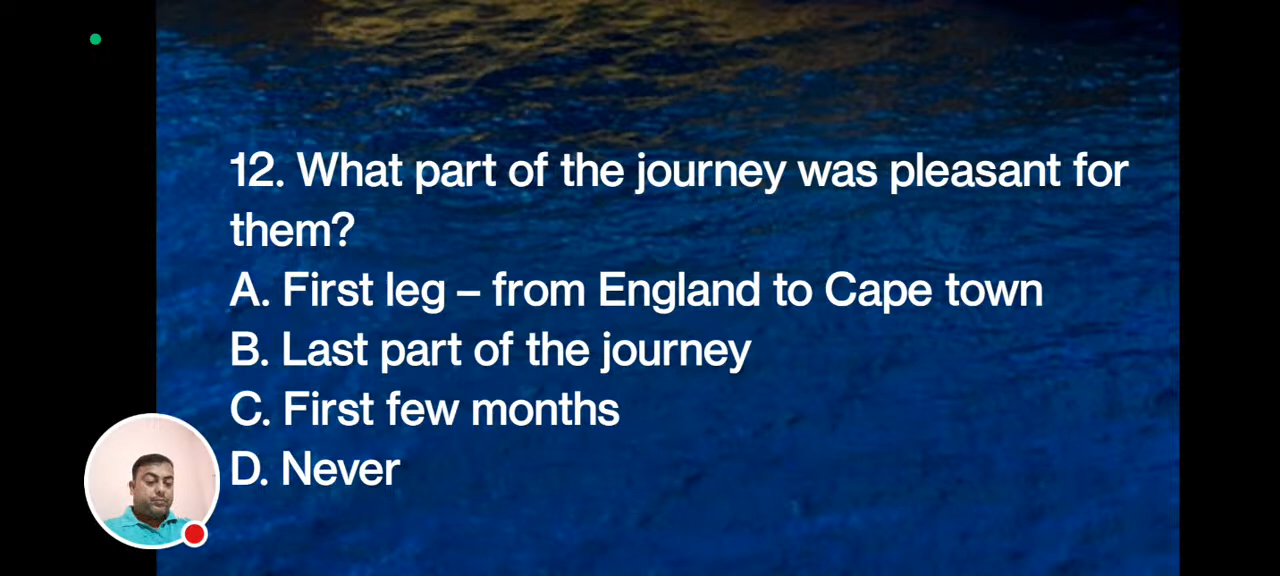 12. What part of the journey was pleasant for
them?
A. First leg – from England to Cape town
B. Last part of the journey
C. First few months
D. Never